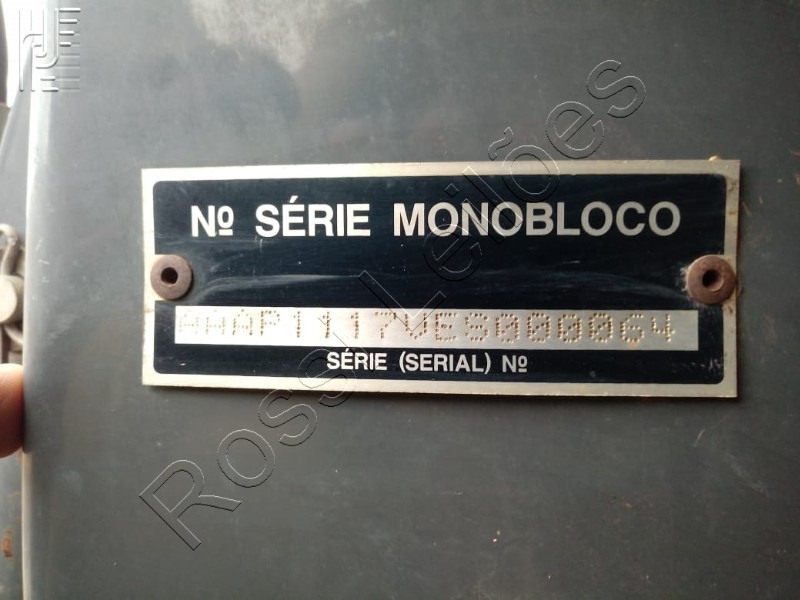 Nº SÉRIE MONOBLOCO
AAAP1117VES000064
SÉRIE (SERIAL) Nº
Rossi Leilões